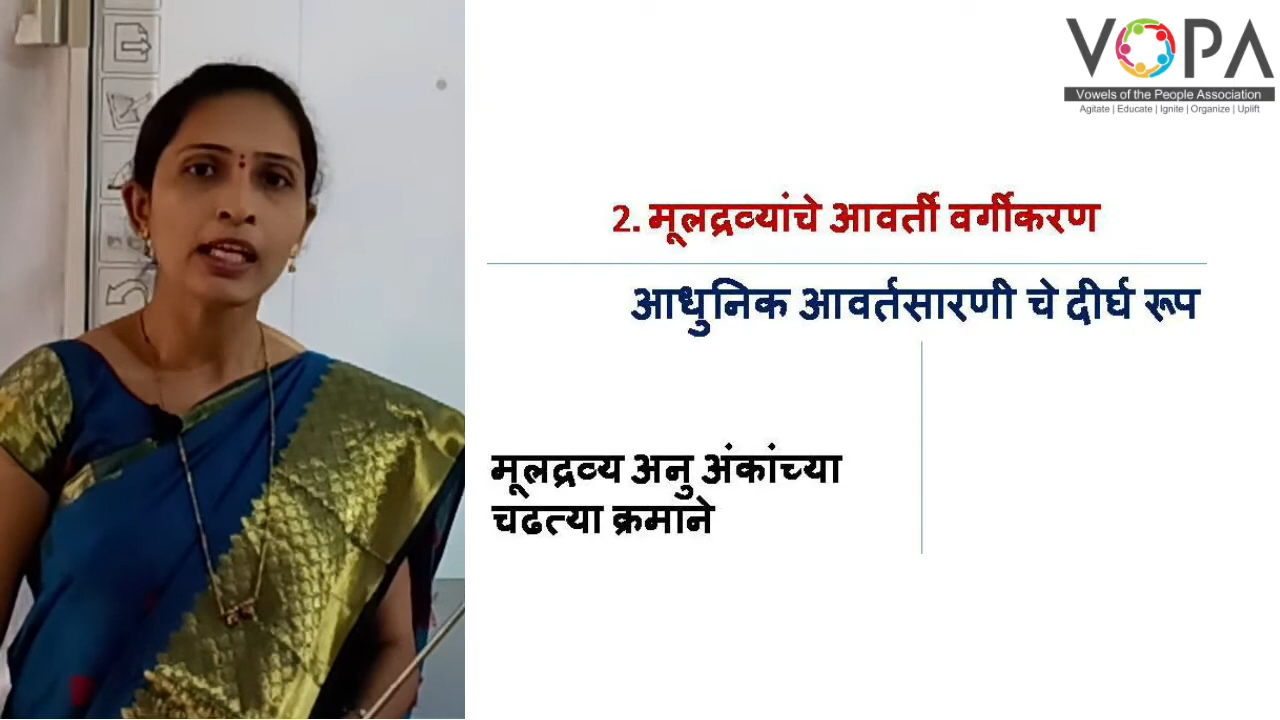 VOPA
Vowels of the People Association
Agitate | Educate | Ignite | Organize | Uplift
2. मूलद्रव्यांचे आवर्ती वर्गीकरण
आधुनिक आवर्तसारणी चे दीर्घ रूप
मूलद्रव्य अनु अंकांच्या
चढत्या क्रमाने